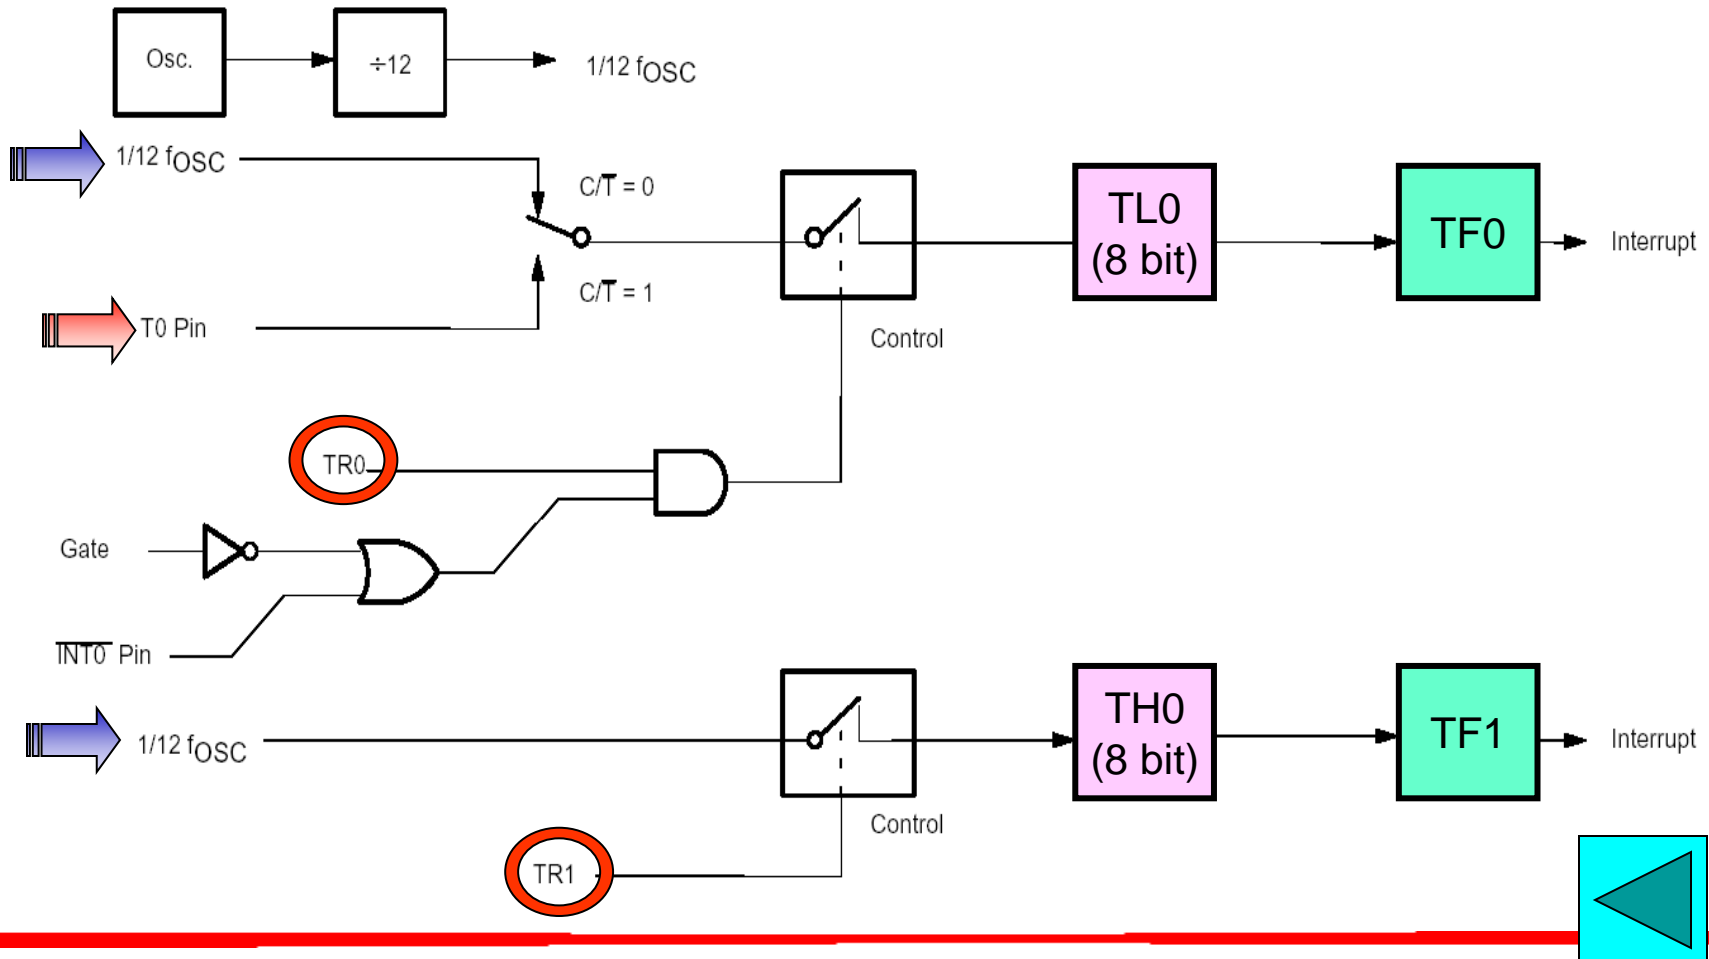 Osc.
÷12
1/12 fOSC
1/12 fOSC
C/T̅ = 0
TL0
(8 bit)
TF0
Interrupt
C/T̅ = 1
T0 Pin
Control
TR0
Gate
I̅N̅T̅0̅ Pin
1/12 fOSC
TH0
(8 bit)
TF1
Interrupt
Control
TR1